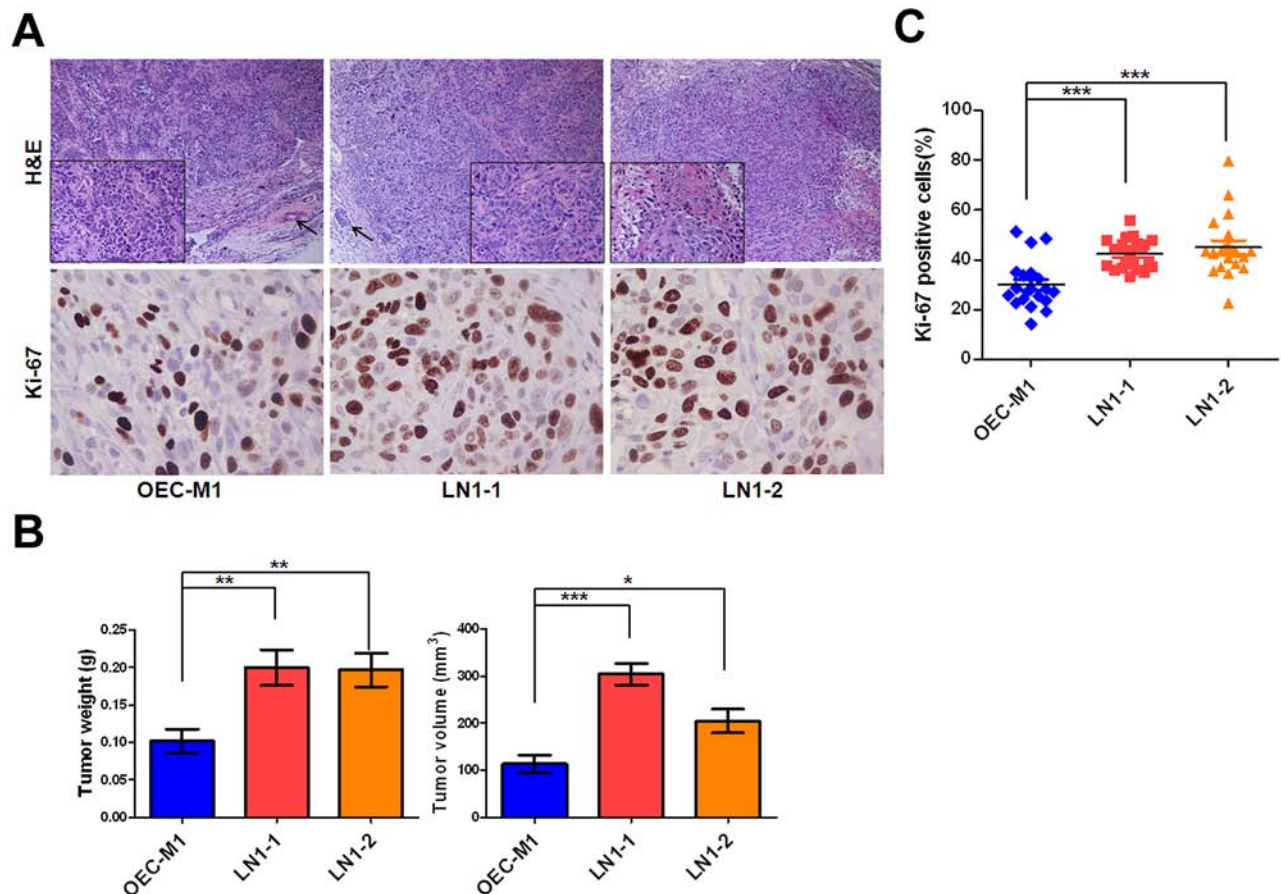 A
H&E
Ki-67
OEC-M1
LN1-1
LN1-2
B
**
**
0.25
0.20
0.15
0.10
0.05
0.00
Tumor weight (g)
OEC-M1
LN1-1
LN1-2
*
***
400
300
200
100
0
Tumor volume (mm³)
OEC-M1
LN1-1
LN1-2
C
***
***
100
80
60
40
20
0
Ki-67 positive cells(%)
OEC-M1
LN1-1
LN1-2